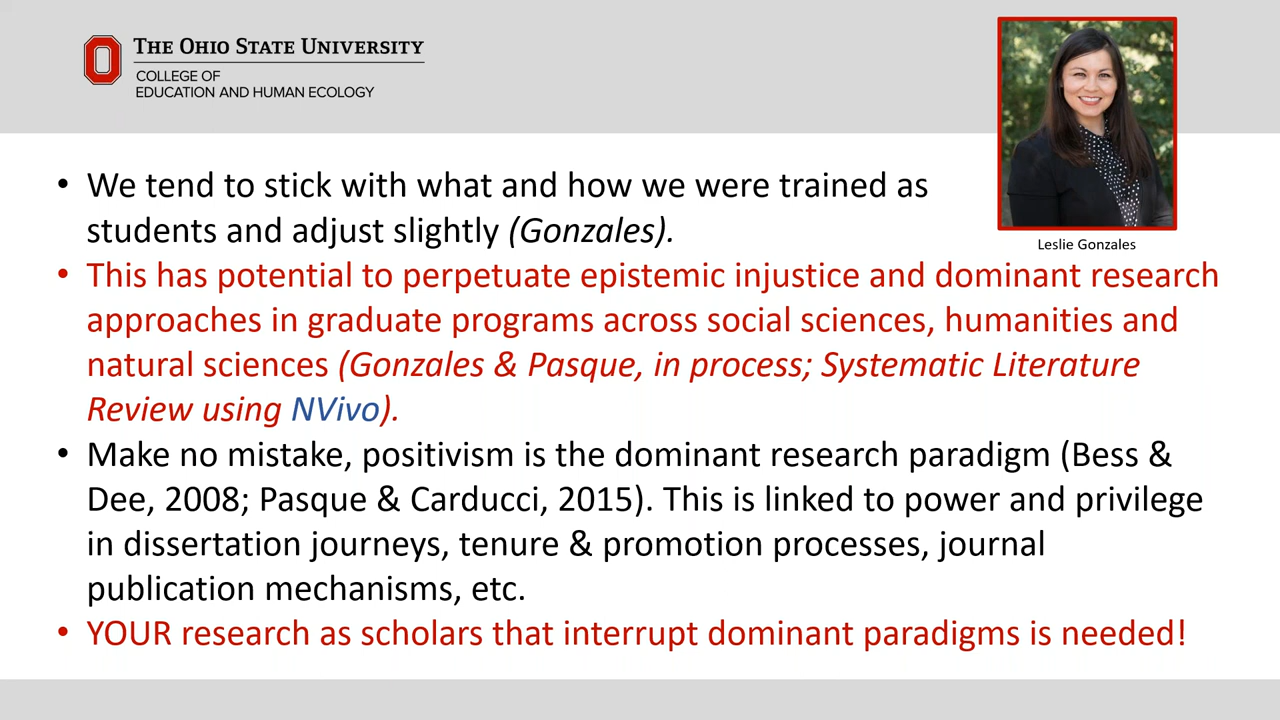 THE OHIO STATE UNIVERSITY
COLLEGE OF
EDUCATION AND HUMAN ECOLOGY
Leslie Gonzales
• We tend to stick with what and how we were trained as
students and adjust slightly (Gonzales).
• This has potential to perpetuate epistemic injustice and dominant research
approaches in graduate programs across social sciences, humanities and
natural sciences (Gonzales & Pasque, in process; Systematic Literature
Review using NVivo).
• Make no mistake, positivism is the dominant research paradigm (Bess &
Dee, 2008; Pasque & Carducci, 2015). This is linked to power and privilege
in dissertation journeys, tenure & promotion processes, journal
publication mechanisms, etc.
• YOUR research as scholars that interrupt dominant paradigms is needed!